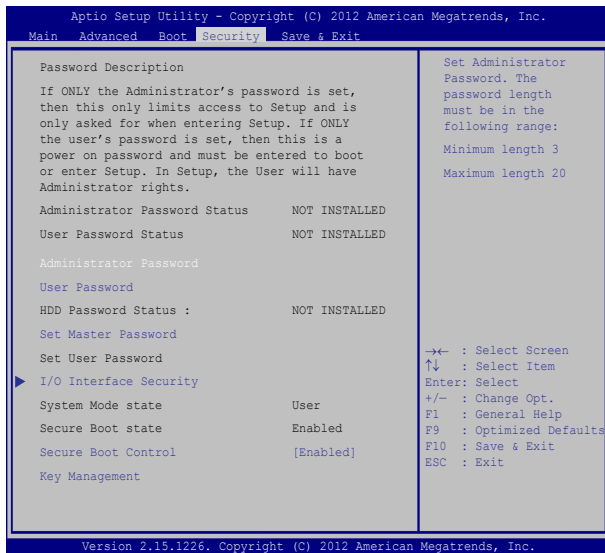 Aptio Setup Utility - Copyright (C) 2012 American Megatrends, Inc.
Main Advanced Boot Security Save & Exit
Password Description
If ONLY the Administrator's password is set,
then this only limits access to Setup and is
only asked for when entering Setup. If ONLY
the user's password is set, then this is a
power on password and must be entered to boot
or enter Setup. In Setup, the User will have
Administrator rights.
Administrator Password Status NOT INSTALLED
User Password Status NOT INSTALLED
Administrator Password
User Password
HDD Password Status : NOT INSTALLED
Set Master Password
Set User Password
I/O Interface Security
System Mode state User
Secure Boot state Enabled
Secure Boot Control [Enabled]
Key Management
Set Administrator
Password. The
password length
must be in the
following range:
Minimum length 3
Maximum length 20
→← : Select Screen
↑↓ : Select Item
Enter: Select
+/— : Change Opt.
F1 : General Help
F9 : Optimized Defaults
F10 : Save & Exit
ESC : Exit
Version 2.15.1226. Copyright (C) 2012 American Megatrends, Inc.